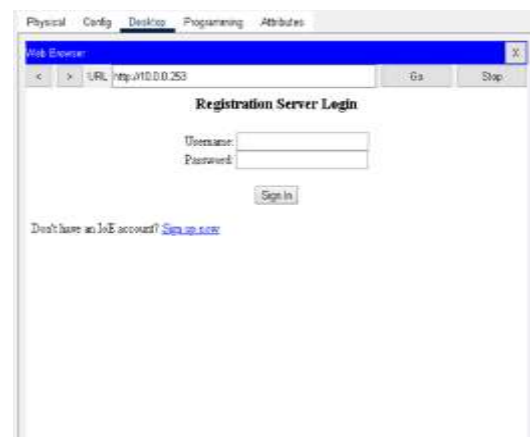 Physical Config Desktop Programming Attributes
Web Browser X
< > URL http://10.0.0.253 Go Stop
Registration Server Login
Username:
Password:
Sign In
Don't have an IoE account? Sign up now